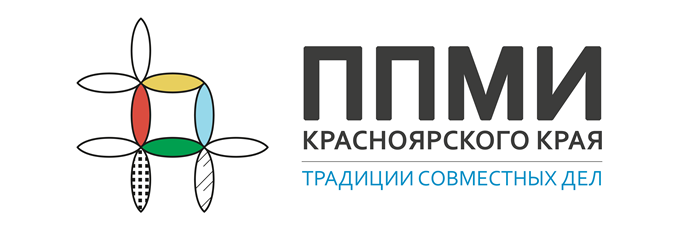 ППМИ
КРАСНОЯРСКОГО КРАЯ
ТРАДИЦИИ СОВМЕСТНЫХ ДЕЛ